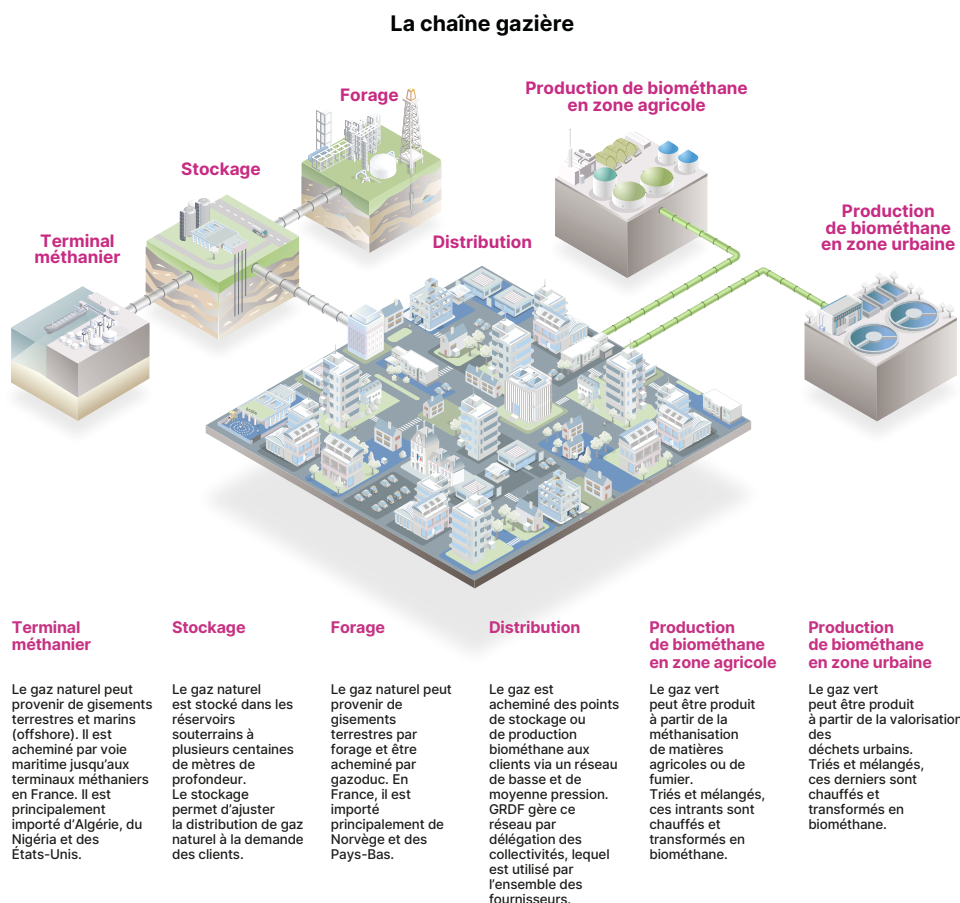 La chaîne gazière
Forage
Production de biométhane
en zone agricole
Stockage
Terminal
méthanier
Distribution
Production
de biométhane
en zone urbaine
Terminal
méthanier
Le gaz naturel peut
provenir de gisements
terrestres et marins
(offshore). Il est
acheminé par voie
maritime jusqu’aux
terminaux méthaniers
en France. Il est
principalement
importé d’Algérie, du
Nigéria et des
États-Unis.
Stockage
Le gaz naturel
est stocké dans les
réservoirs
souterrains à
plusieurs centaines
de mètres de
profondeur.
Le stockage
permet d’ajuster
la distribution de gaz
naturel à la demande
des clients.
Forage
Le gaz naturel peut
provenir de
gisements
terrestres par
forage et être
acheminé par
gazoduc. En
France, il est
importé
principalement de
Norvège et des
Pays-Bas.
Distribution
Le gaz est
acheminé des points
de stockage ou
de production
biométhane aux
clients via un réseau
de basse et de
moyenne pression.
GRDF gère ce
réseau par
délégation des
collectivités, lequel
est utilisé par
l’ensemble des
fournisseurs.
Production
de biométhane
en zone agricole
Le gaz vert
peut être produit
à partir de la
méthanisation
de matières
agricoles ou de
fumier.
Triés et mélangés,
ces intrants sont
chauffés et
transformés en
biométhane.
Production
de biométhane
en zone urbaine
Le gaz vert
peut être produit
à partir de la valorisation
des
déchets urbains.
Triés et mélangés,
ces derniers sont
chauffés et
transformés en
biométhane.